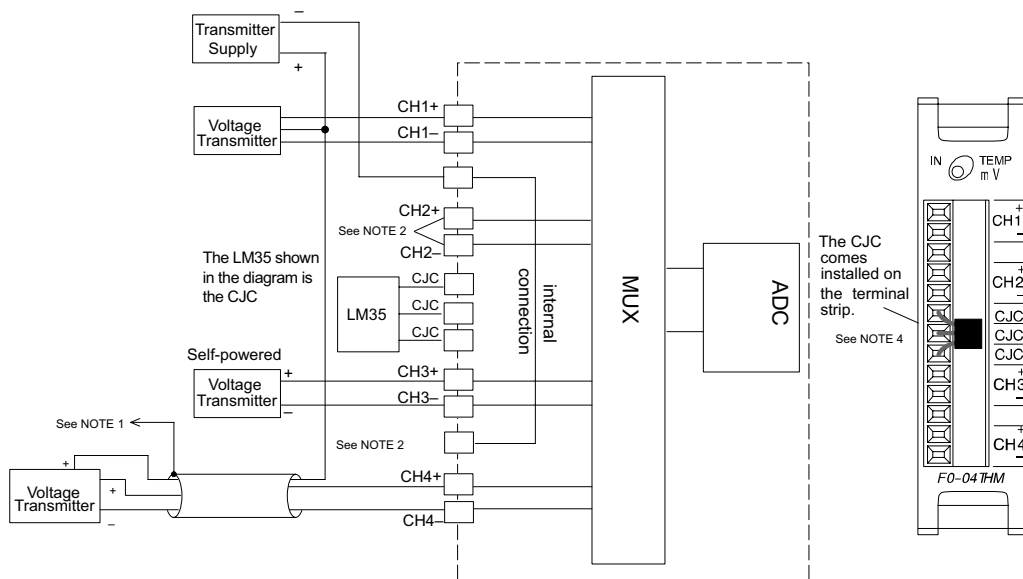 Transmitter
Supply
–
+
Voltage
Transmitter
CH1+
CH1–
CH2+
See NOTE 2
CH2–
The LM35 shown
in the diagram is
the CJC
LM35
CJC
CJC
CJC
internal
connection
MUX
ADC
Self-powered
Voltage
Transmitter
+
–
CH3+
CH3–
See NOTE 1
See NOTE 2
Voltage
Transmitter
+
+
–
CH4+
CH4–
The CJC
comes
installed on
the terminal
strip.
See NOTE 4
IN
TEMP
mV
+
CH1
–
+
CH2
–
CJC
CJC
CJC
+
CH3
–
+
CH4
–
F0–04THM